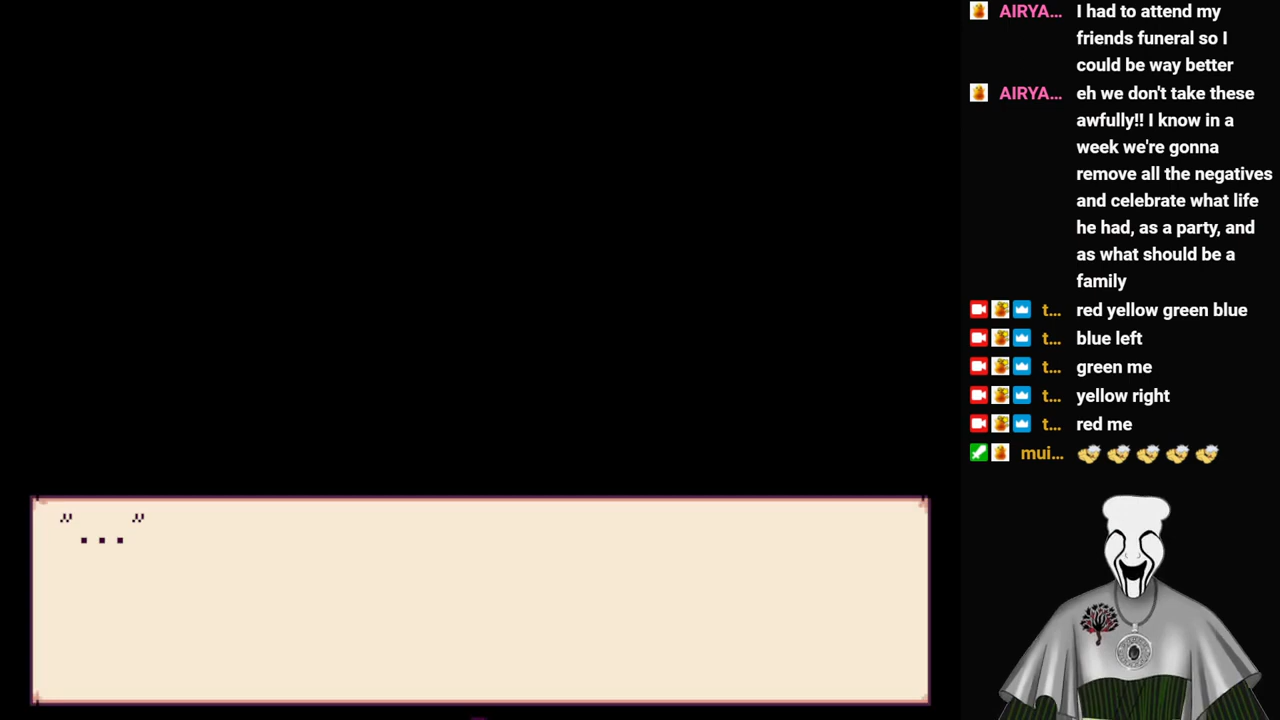 AIRYA... I had to attend my
friends funeral so I
could be way better
AIRYA... eh we don't take these
awfully!! I know in a
week we're gonna
remove all the negatives
and celebrate what life
he had, as a party, and
as what should be a
family
t... red yellow green blue
t... blue left
t... green me
t... yellow right
t... red me
mui...
"..."